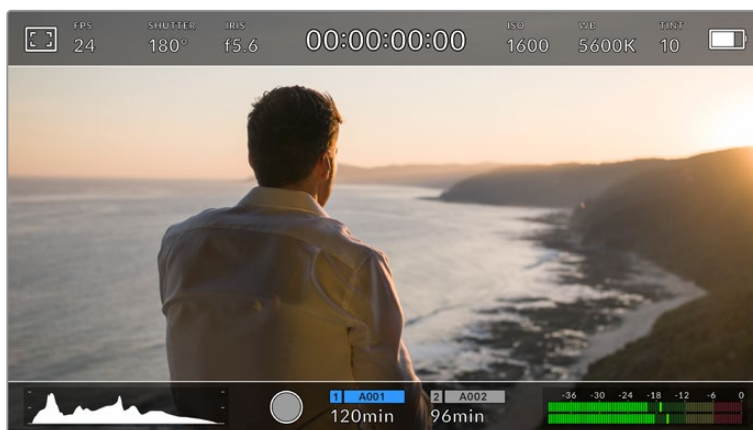 FPS SHUTTER IRIS ISO WB TINT
24 180° f5.6 00:00:00:00 1600 5600K 10
1 A001 2 A002 -36 -30 -24 -18 -12 -6 0
120min 96min